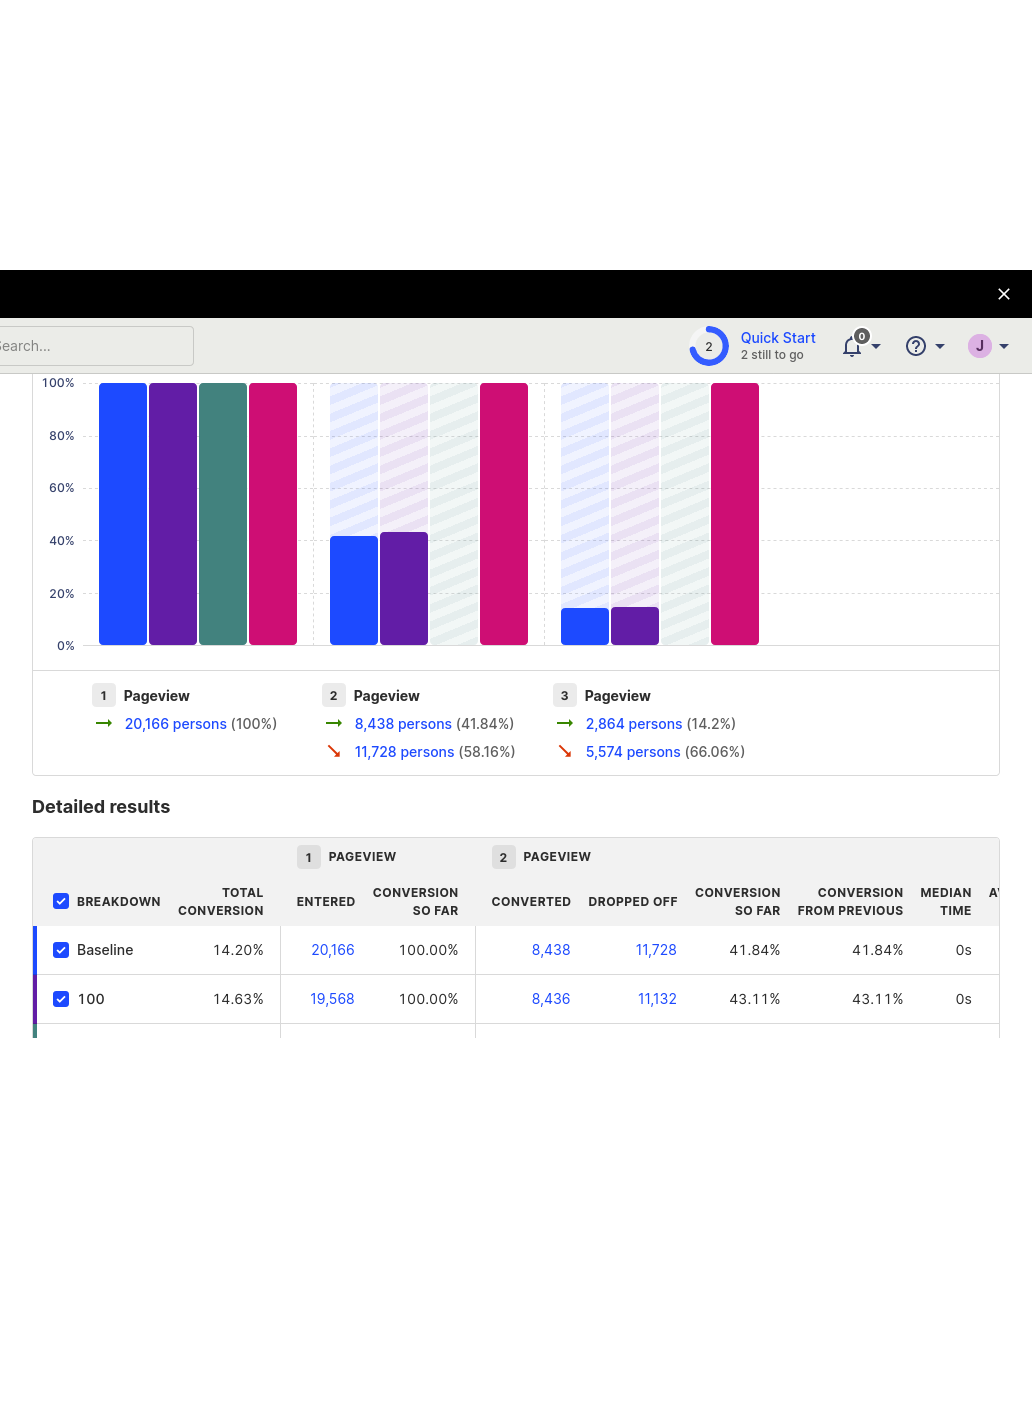 Search...
2
Quick Start
2 still to go
0
J
100%
80%
60%
40%
20%
0%
1 Pageview
20,166 persons (100%)
2 Pageview
8,438 persons (41.84%)
11,728 persons (58.16%)
3 Pageview
2,864 persons (14.2%)
5,574 persons (66.06%)
Detailed results
1 PAGEVIEW 2 PAGEVIEW
BREAKDOWN TOTAL CONVERSION ENTERED CONVERSION SO FAR CONVERTED DROPPED OFF CONVERSION SO FAR CONVERSION FROM PREVIOUS MEDIAN TIME
Baseline 14.20% 20,166 100.00% 8,438 11,728 41.84% 41.84% 0s
100 14.63% 19,568 100.00% 8,436 11,132 43.11% 43.11% 0s